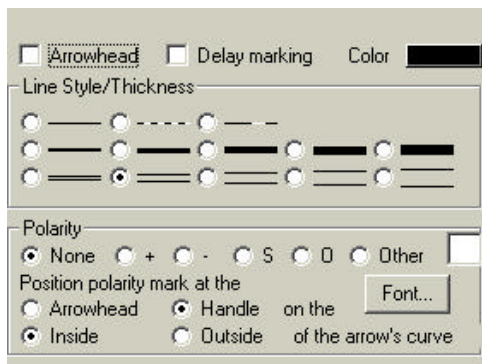 Arrowhead Delay marking Color
Line Style/Thickness
Polarity
None + - S O Other
Position polarity mark at the
Font...
Arrowhead Handle on the
Inside Outside of the arrow's curve